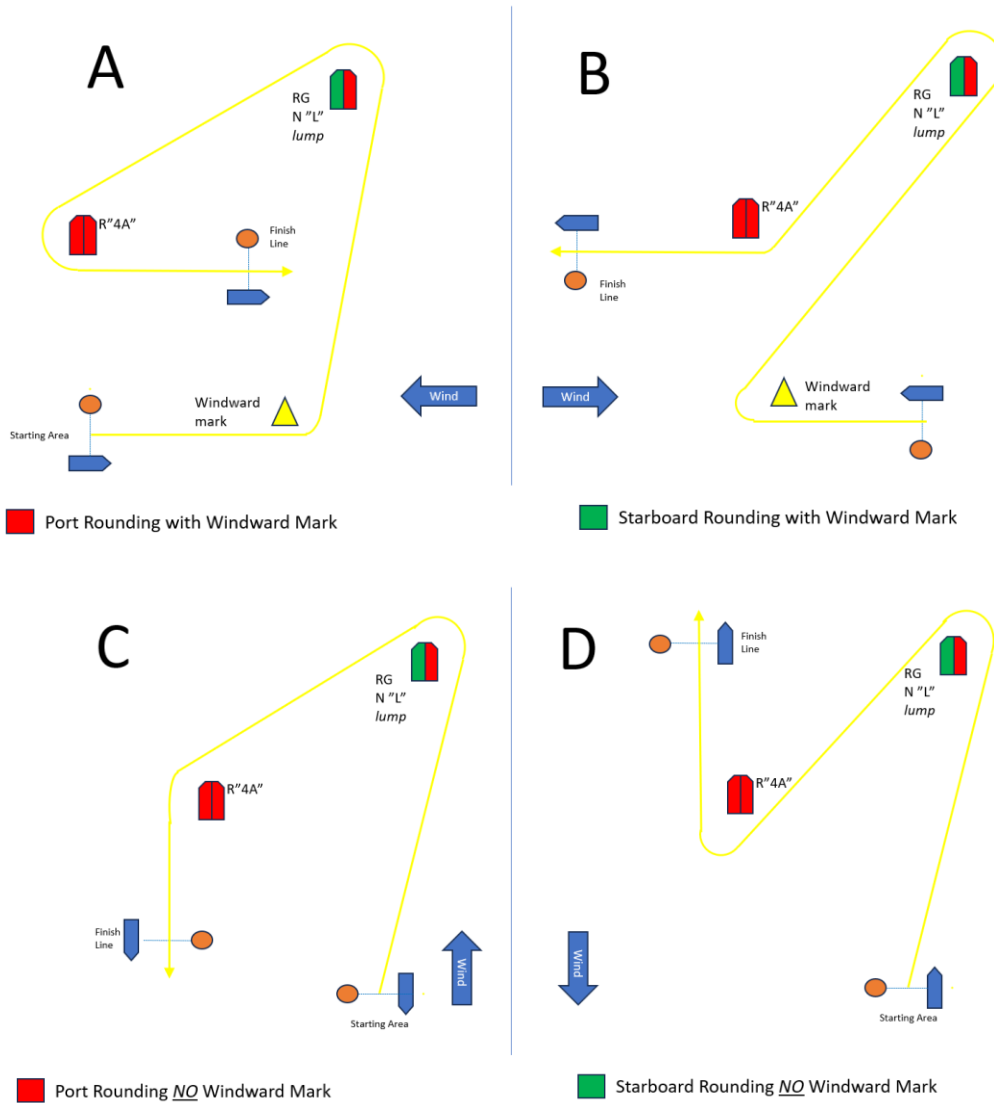 A
RG
N ”L”
lump
R”4A”
Finish
Line
Wind
Windward
mark
Starting Area
Port Rounding with Windward Mark
B
RG
N ”L”
lump
R”4A”
Finish
Line
Wind
Windward
mark
Starboard Rounding with Windward Mark
C
RG
N ”L”
lump
R”4A”
Finish
Line
Wind
Starting Area
Port Rounding NO Windward Mark
D
Finish
Line
RG
N ”L”
lump
R”4A”
Wind
Starting Area
Starboard Rounding NO Windward Mark